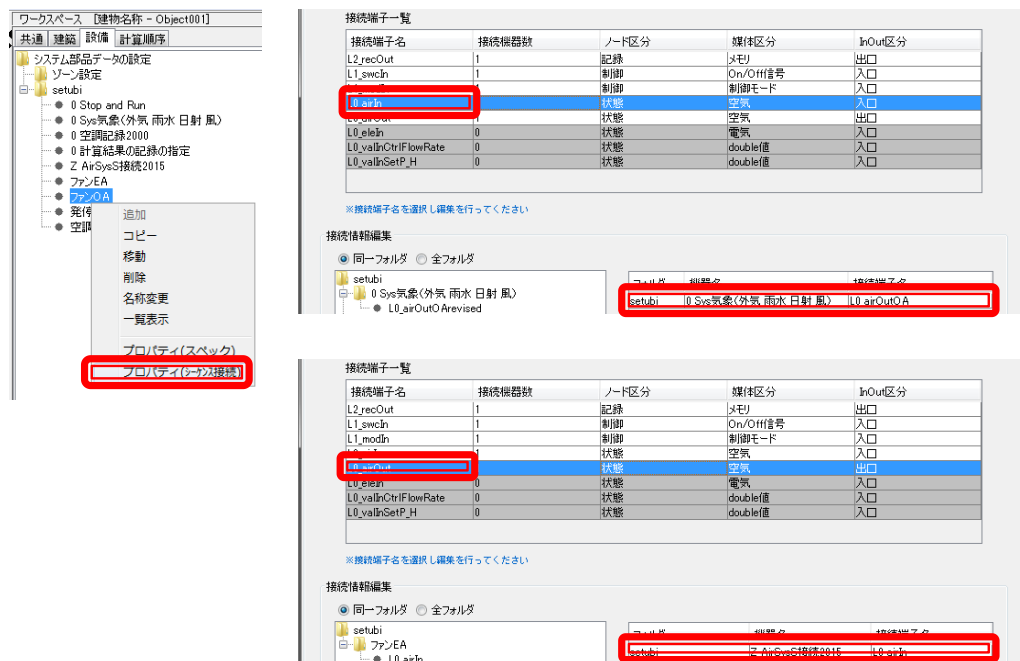 ワークスペース [建物名称 - Object001]
共通 建築 設備 計算順序
システム部品データの設定
ゾーン設定
setubi
0 Stop and Run
0 Sys気象(外気 雨水 日射 風)
0 空調記録2000
0 計算結果の記録の指定
Z AirSysS接続2015
ファンEA
ファンOA
発停
空調
追加
コピー
移動
削除
名称変更
一覧表示
プロパティ(スペック)
プロパティ(シーケンス接続)
接続端子一覧
接続端子名 接続機器数 ノード区分 媒体区分 InOut区分
L2_recOut 1 記録 メモリ 出口
L1_swcIn 1 制御 On/Off信号 入口
制御 制御モード 入口
L0_airIn 状態 空気 入口
L0_airOut 状態 空気 出口
L0_eleIn 0 状態 電気 入口
L0_valInCtrlFlowRate 0 状態 double値 入口
L0_valInSetP_H 0 状態 double値 入口
※接続端子名を選択し編集を行ってください
接続情報編集
同一フォルダ 全フォルダ
setubi
0 Sys気象(外気 雨水 日射 風)
L0_airOutOArevised
フォルダ 機器名 接続端子名
setubi 0 Sys気象(外気 雨水 日射 風) L0_airOutOA
接続端子一覧
接続端子名 接続機器数 ノード区分 媒体区分 InOut区分
L2_recOut 1 記録 メモリ 出口
L1_swcIn 1 制御 On/Off信号 入口
L1_modIn 1 制御 制御モード 入口
1 状態 空気 入口
L0_airOut 状態 空気 出口
L0_eleIn 0 状態 電気 入口
L0_valInCtrlFlowRate 0 状態 double値 入口
L0_valInSetP_H 0 状態 double値 入口
※接続端子名を選択し編集を行ってください
接続情報編集
同一フォルダ 全フォルダ
setubi
ファンEA
L0_airIn
フォルダ 機器名 接続端子名
setubi Z AirSysS接続2015 L0_airIn